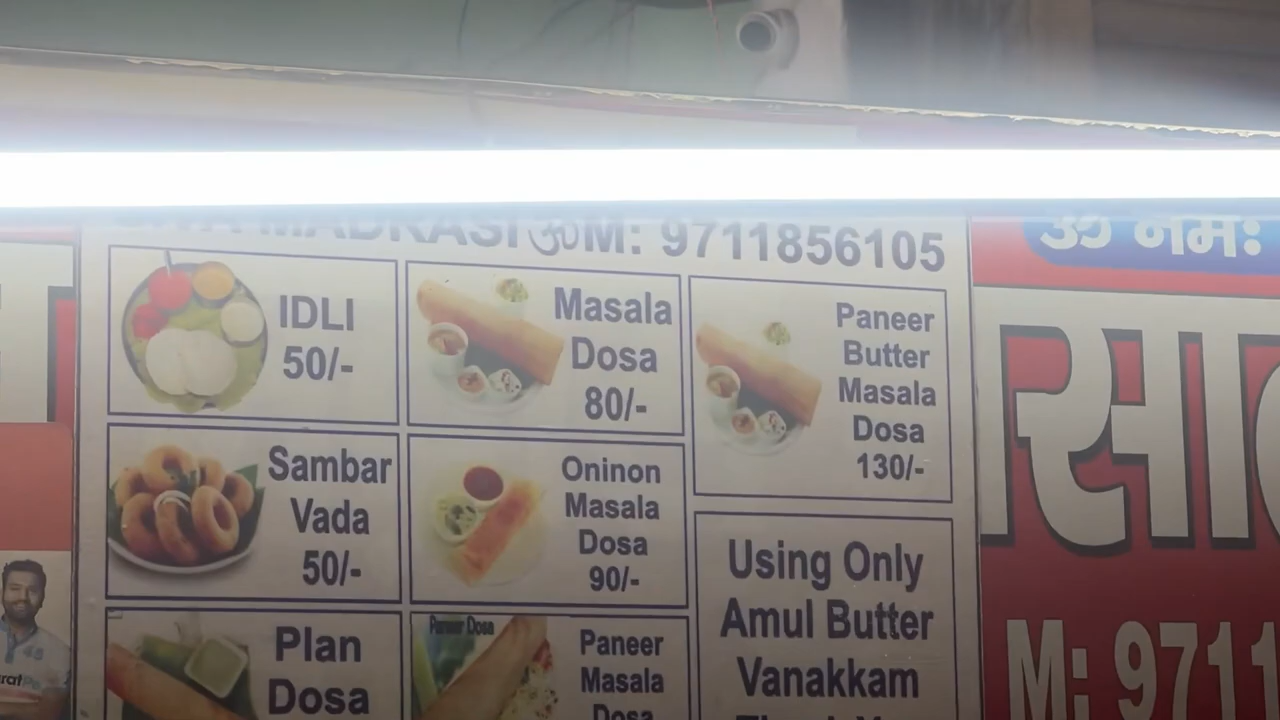 MADRASI ॐ M: 9711856105
IDLI
50/-
Masala
Dosa
80/-
Paneer
Butter
Masala
Dosa
130/-
Sambar
Vada
50/-
Oninon
Masala
Dosa
90/-
Using Only
Amul Butter
Vanakkam
Plan
Dosa
Paneer Dosa
Paneer
Masala
Dosa
ॐ नमः
M: 9711